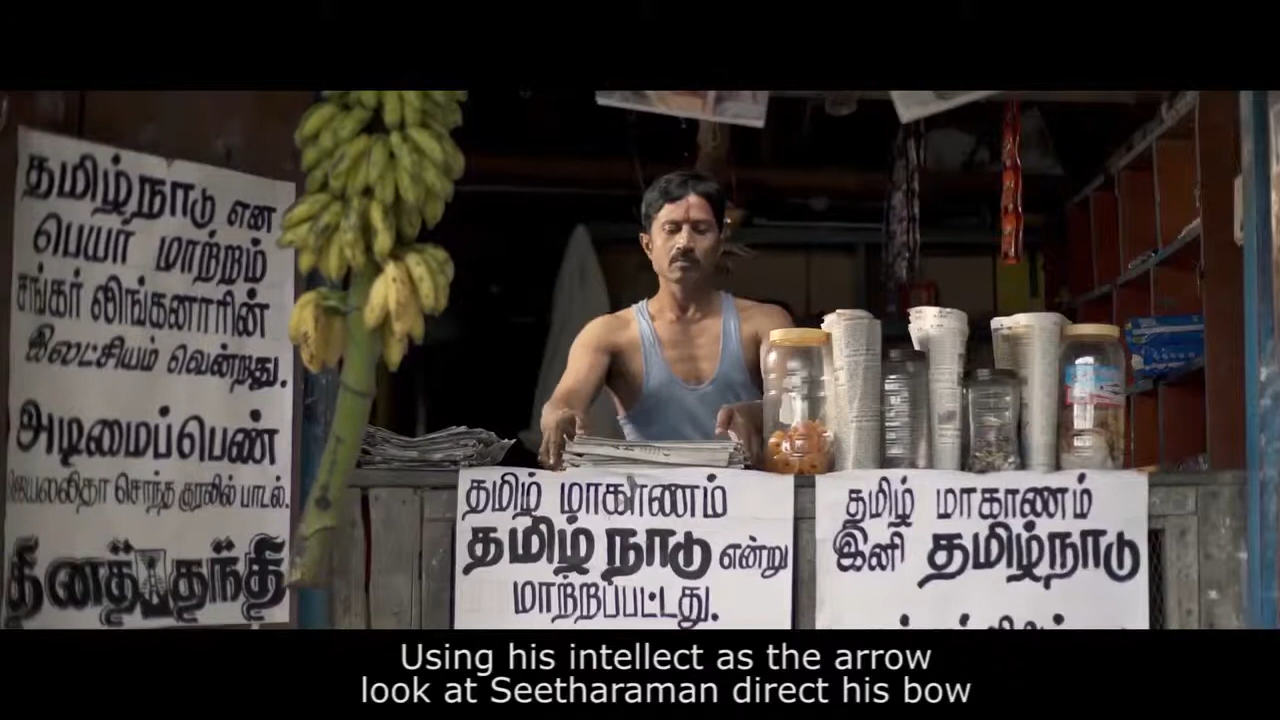 தமிழ்நாடு என
பெயர் மாற்றம்
சங்கர் லிங்கனாரின்
இலட்சியம் வென்றது.
அடிமைப்பெண்
ஜெயலலிதா சொந்த குரலில் பாடல்.
தினத் தந்தி
தமிழ் மாகாணம்
தமிழ் நாடு என்று
மாற்றப்பட்டது.
தமிழ் மாகாணம்
இனி தமிழ்நாடு
Using his intellect as the arrow
look at Seetharaman direct his bow